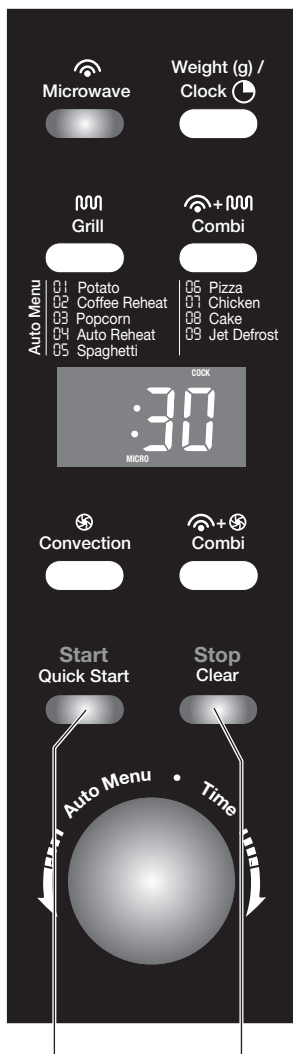 Microwave
Weight (g) /
Clock
Grill
+
Combi
Auto Menu
01 Potato
02 Coffee Reheat
03 Popcorn
04 Auto Reheat
05 Spaghetti
06 Pizza
07 Chicken
08 Cake
09 Jet Defrost
COCK
:30
MICRO
Convection
+
Combi
Start
Quick Start
Stop
Clear
Auto Menu • Time